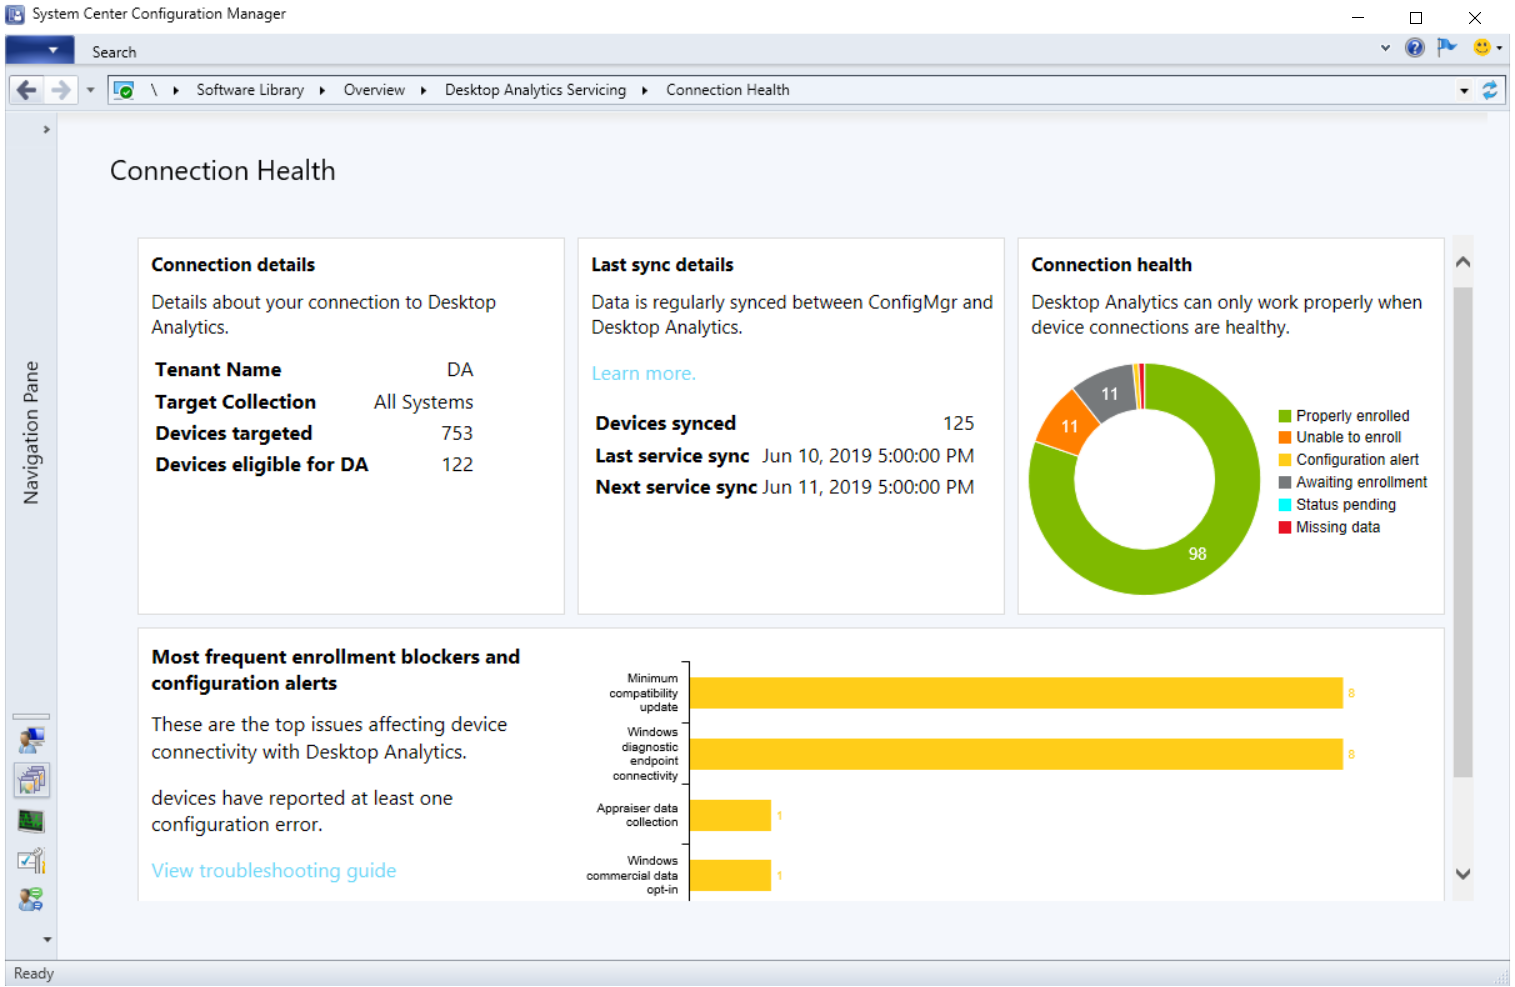 System Center Configuration Manager
Search
\ Software Library Overview Desktop Analytics Servicing Connection Health
Navigation Pane
Connection Health
Connection details
Details about your connection to Desktop
Analytics.
Tenant Name DA
Target Collection All Systems
Devices targeted 753
Devices eligible for DA 122
Last sync details
Data is regularly synced between ConfigMgr and
Desktop Analytics.
Learn more.
Devices synced 125
Last service sync Jun 10, 2019 5:00:00 PM
Next service sync Jun 11, 2019 5:00:00 PM
Connection health
Desktop Analytics can only work properly when
device connections are healthy.
11
11
98
Properly enrolled
Unable to enroll
Configuration alert
Awaiting enrollment
Status pending
Missing data
Most frequent enrollment blockers and
configuration alerts
These are the top issues affecting device
connectivity with Desktop Analytics.
devices have reported at least one
configuration error.
View troubleshooting guide
Minimum
compatibility
update
8
Windows
diagnostic
endpoint
connectivity
8
Appraiser data
collection
1
Windows
commercial data
opt-in
1
Ready